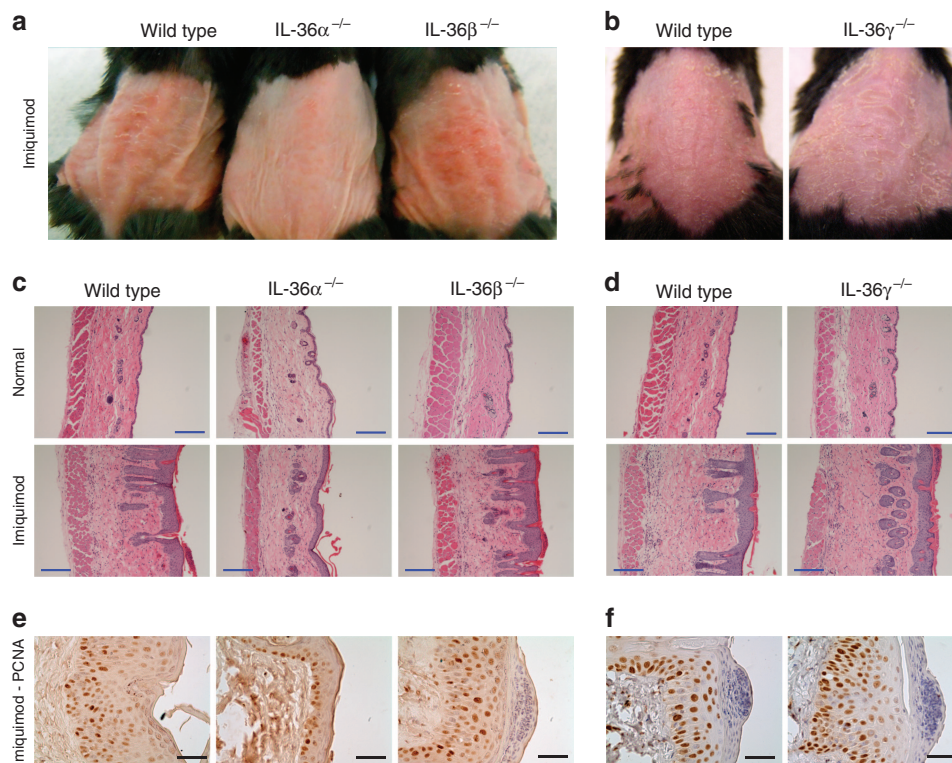 a
Wild type IL-36α−/− IL-36β−/−
Imiquimod
b
Wild type IL-36γ−/−
c
Wild type IL-36α−/− IL-36β−/−
Normal
Imiquimod
d
Wild type IL-36γ−/−
e
miquimod - PCNA
f